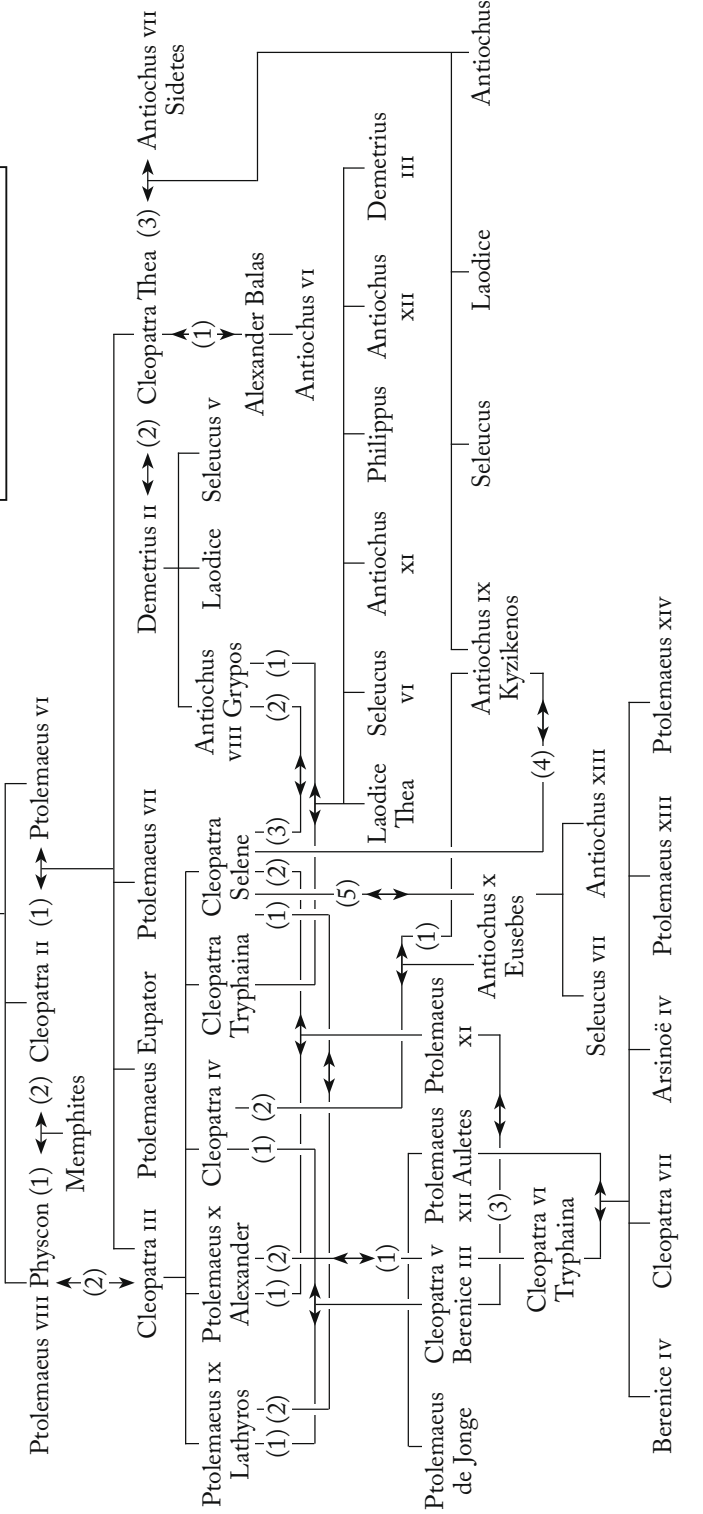 Ptolemaeus VIII Physcon (1) (2) Cleopatra II (1) Ptolemaeus VI
Memphites
(2)
Cleopatra III Ptolemaeus Eupator Ptolemaeus VII Demetrius II (2) Cleopatra Thea (3) Antiochus VII
Sidetes
(1)
Alexander Balas
Antiochus VI
Ptolemaeus IX
Lathyros
Ptolemaeus X
Alexander
Cleopatra IV
Cleopatra
Tryphaina
Cleopatra
Selene
Antiochus
VIII Grypos
Laodice
Seleucus V
(1) (2)
(1) (2)
(1)
(2)
(1)
(2)
(3)
(2)
(1)
(5)
(4)
(1)
(1)
(3)
Laodice
Thea
Seleucus
VI
Antiochus
XI
Philippus
Antiochus
XII
Demetrius
III
Ptolemaeus
de Jonge
Cleopatra V
Berenice III
Ptolemaeus
XII Auletes
Ptolemaeus
XI
Antiochus X
Eusebes
Antiochus IX
Kyzikenos
Seleucus
Laodice
Antiochus
Cleopatra VI
Tryphaina
Seleucus VII
Antiochus XIII
Berenice IV
Cleopatra VII
Arsinoë IV
Ptolemaeus XIII
Ptolemaeus XIV